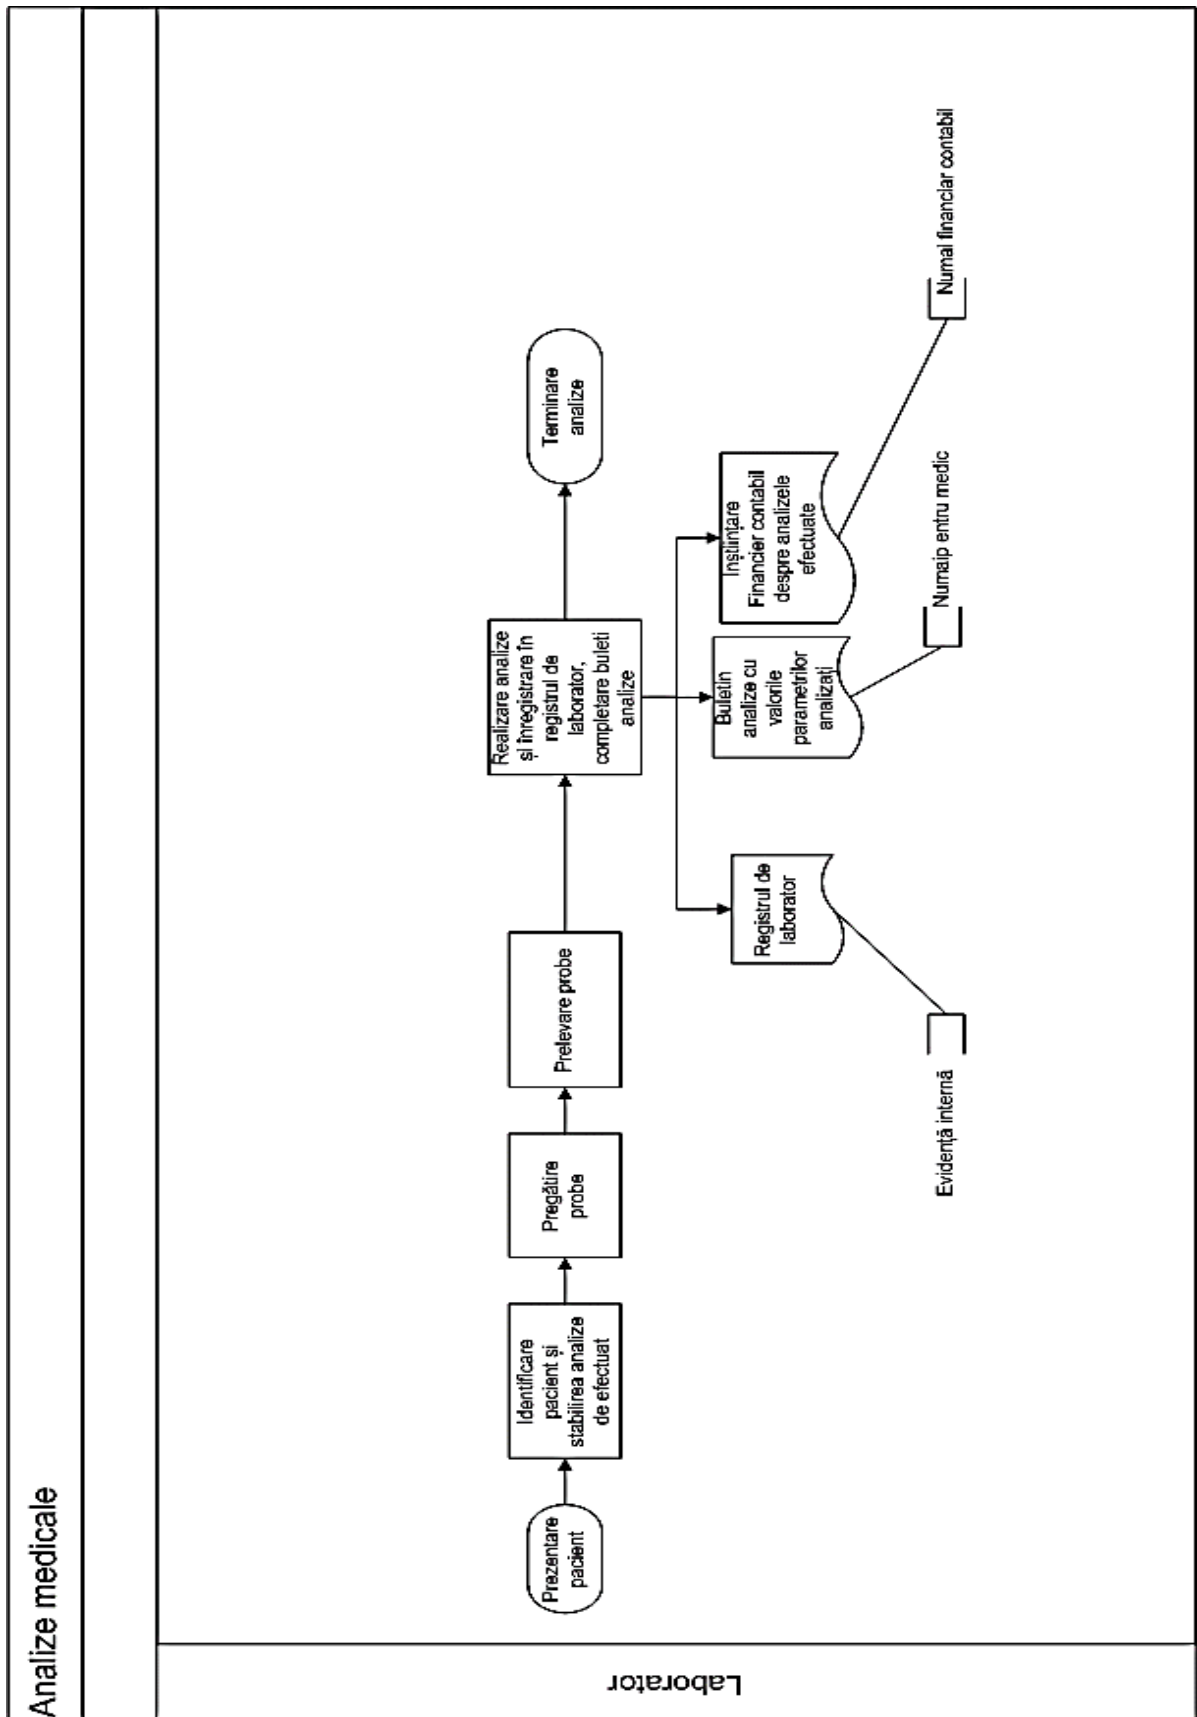 Analize medicale
Laborator
Prezentare
pacient
Identificare
pacient și
stabilirea analize
de efectuat
Pregătire
probe
Prelevare probe
Realizare analize
și înregistrare în
registrul de
laborator,
completare buleti
analize
Terminare
analize
Registrul de
laborator
Buletin
analize cu
valorile
parametrilor
analizați
Inștiințare
Financier contabil
despre analizele
efectuate
Evidență internă
Numaip entru medic
Numai financiar contabil